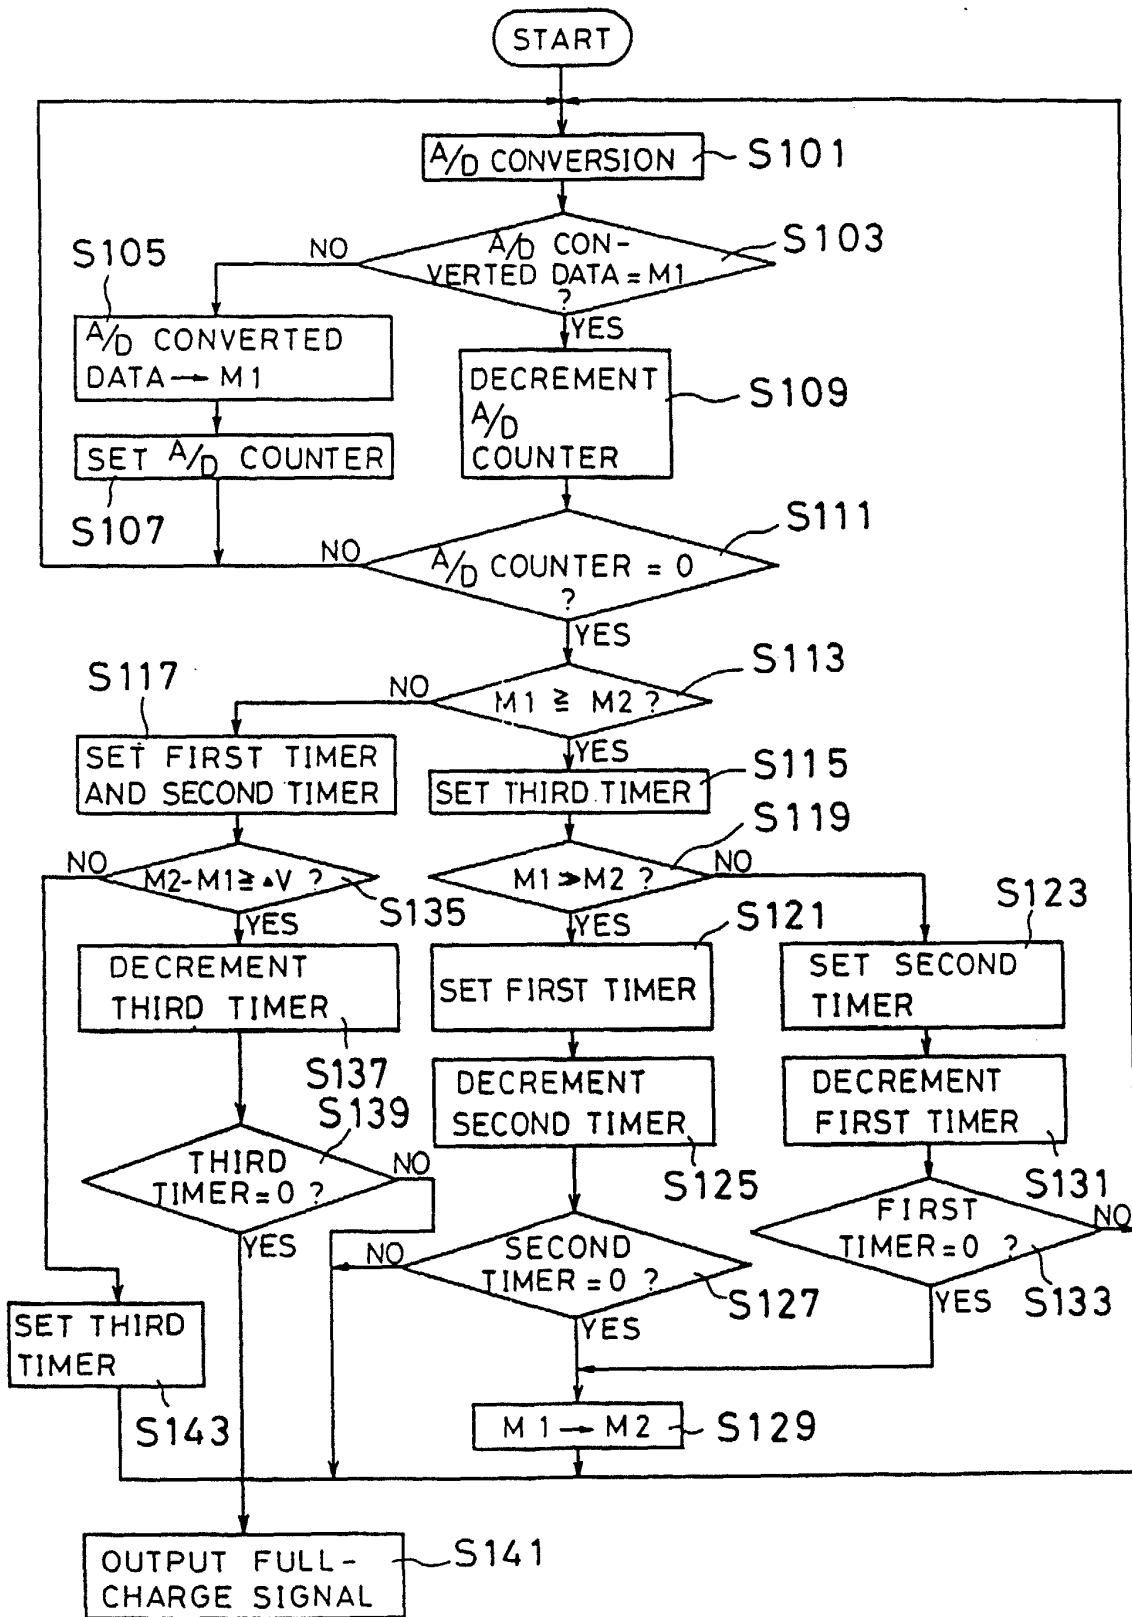 START
A/D CONVERSION
S101
A/D CON-
VERTED DATA = M1
?
S103
NO
YES
S105
A/D CONVERTED
DATA → M1
DECREMENT
A/D
COUNTER
S109
SET A/D COUNTER
S107
S111
NO
A/D COUNTER = 0
?
YES
S113
S117
NO
M1 ≧ M2 ?
YES
SET FIRST TIMER
AND SECOND TIMER
S115
SET THIRD TIMER
S119
NO
M2-M1 ≧ ▲V ?
S135
YES
M1 > M2 ?
NO
YES
S121
S123
DECREMENT
THIRD TIMER
S137
SET FIRST TIMER
SET SECOND
TIMER
S139
DECREMENT
SECOND TIMER
S125
DECREMENT
FIRST TIMER
S131
THIRD
TIMER = 0 ?
NO
YES
NO
SECOND
TIMER = 0 ?
S127
YES
FIRST
TIMER = 0 ?
NO
S133
YES
SET THIRD
TIMER
S143
M1 → M2
S129
OUTPUT FULL-
CHARGE SIGNAL
S141